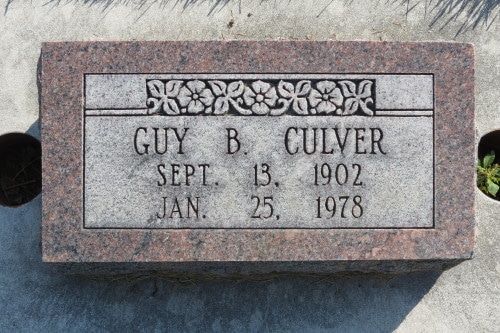 GUY B. CULVER
SEPT. 13, 1902
JAN. 25, 1978